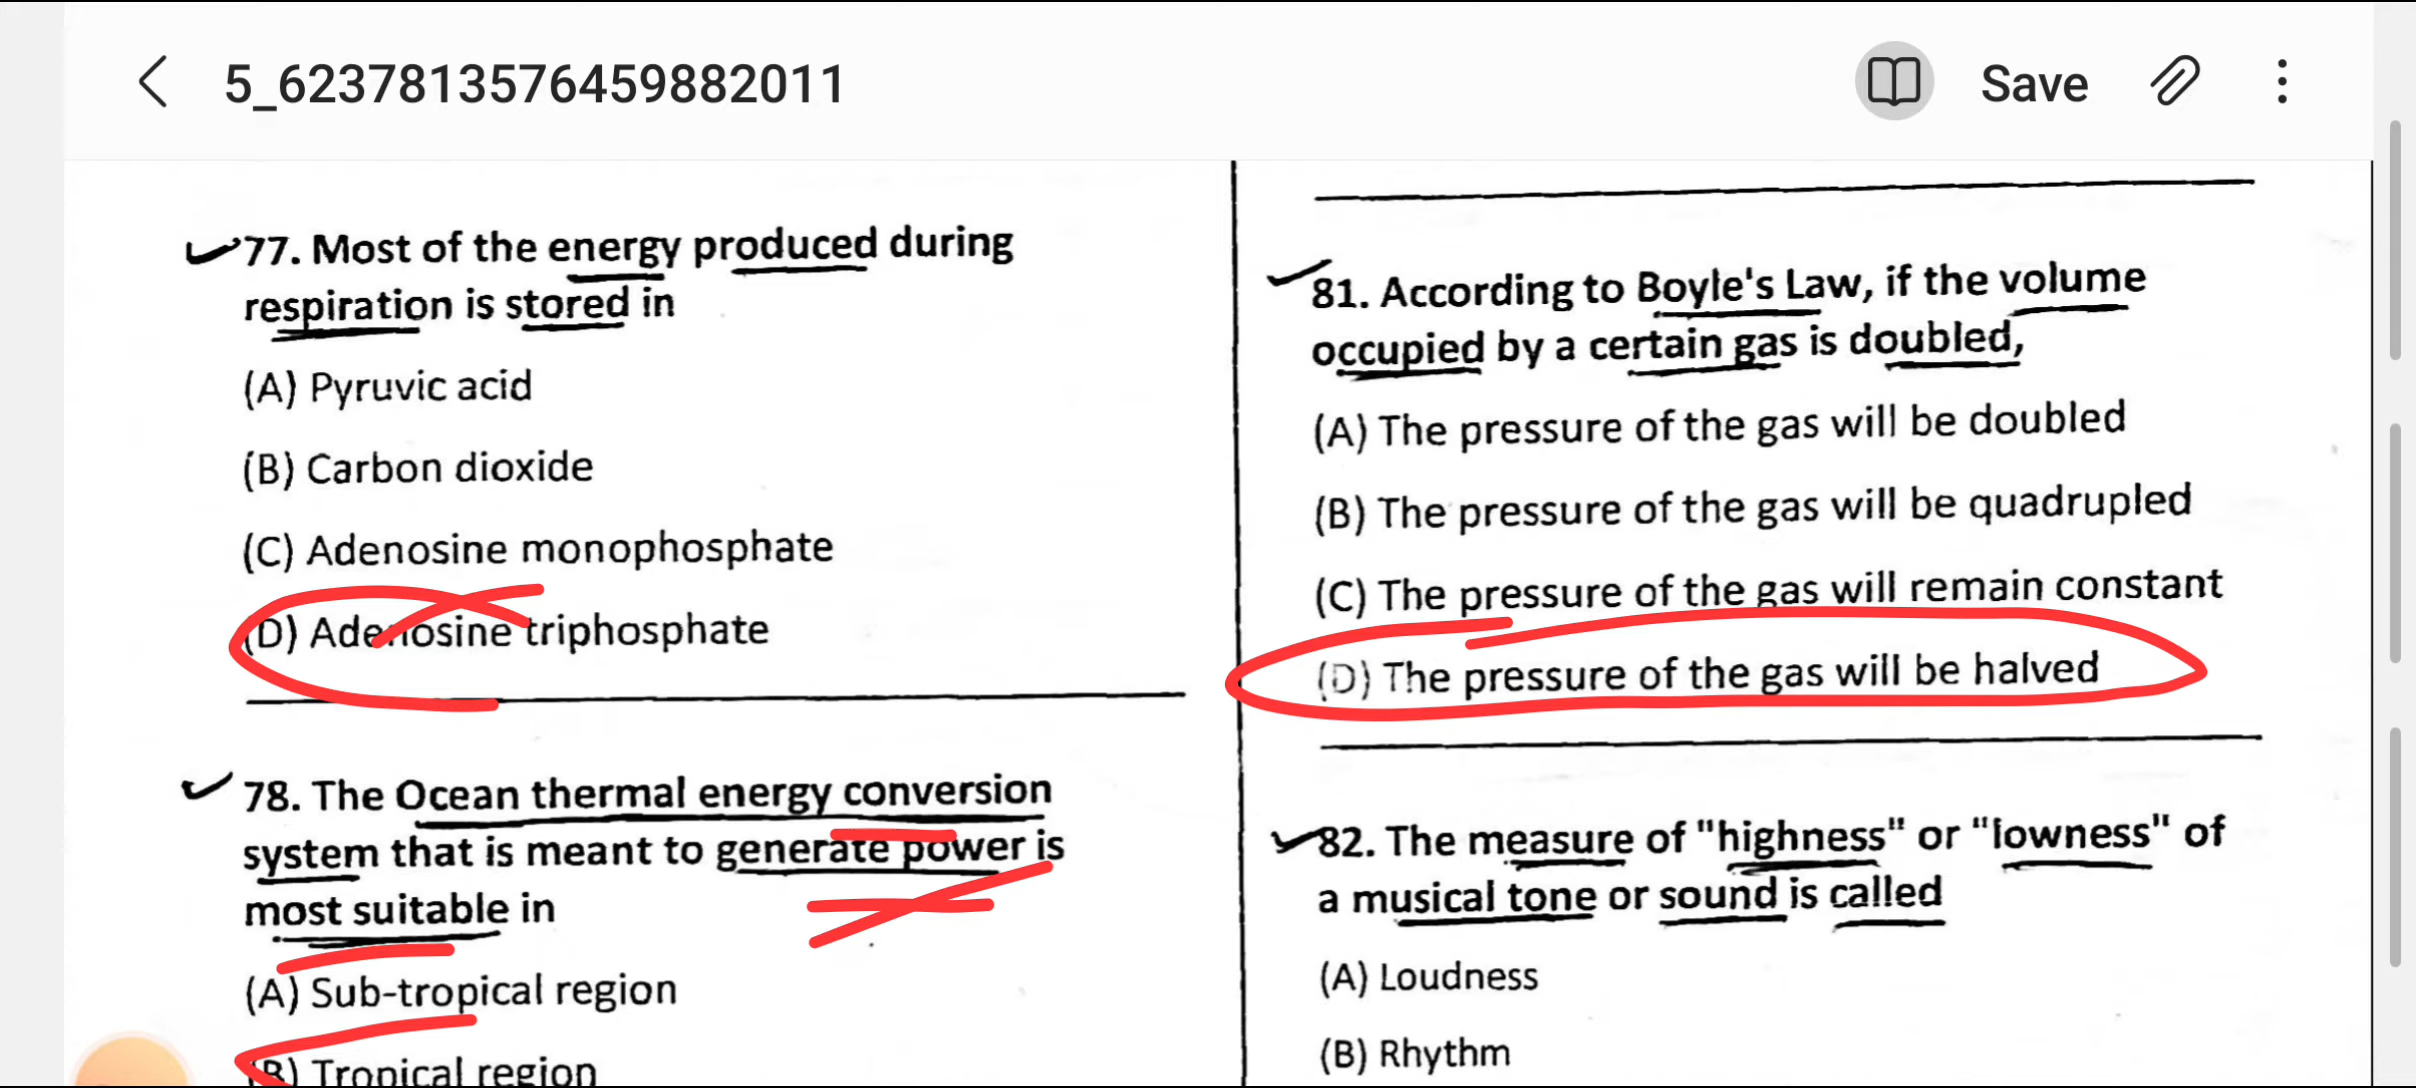 5_6237813576459882011
Save
77. Most of the energy produced during
respiration is stored in
(A) Pyruvic acid
(B) Carbon dioxide
(C) Adenosine monophosphate
(D) Adenosine triphosphate
78. The Ocean thermal energy conversion
system that is meant to generate power is
most suitable in
(A) Sub-tropical region
(B) Tropical region
81. According to Boyle's Law, if the volume
occupied by a certain gas is doubled,
(A) The pressure of the gas will be doubled
(B) The pressure of the gas will be quadrupled
(C) The pressure of the gas will remain constant
(D) The pressure of the gas will be halved
82. The measure of "highness" or "lowness" of
a musical tone or sound is called
(A) Loudness
(B) Rhythm